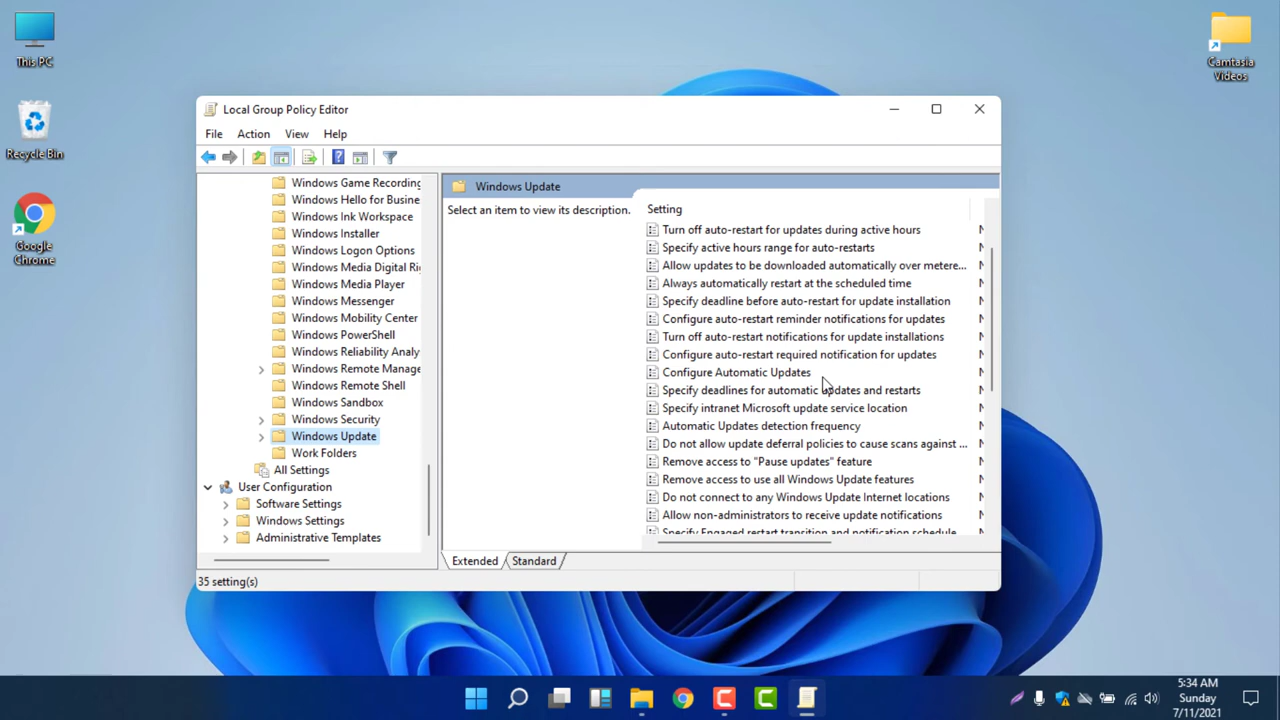 This PC
Recycle Bin
Google
Chrome
Camtasia
Videos
Local Group Policy Editor
File Action View Help
Windows Game Recording
Windows Hello for Busine
Windows Ink Workspace
Windows Installer
Windows Logon Options
Windows Media Digital Ri
Windows Media Player
Windows Messenger
Windows Mobility Center
Windows PowerShell
Windows Reliability Analy
Windows Remote Manage
Windows Remote Shell
Windows Sandbox
Windows Security
Windows Update
Work Folders
All Settings
User Configuration
Software Settings
Windows Settings
Administrative Templates
Windows Update
Select an item to view its description.
Setting
Turn off auto-restart for updates during active hours N
Specify active hours range for auto-restarts N
Allow updates to be downloaded automatically over metere... N
Always automatically restart at the scheduled time N
Specify deadline before auto-restart for update installation N
Configure auto-restart reminder notifications for updates N
Turn off auto-restart notifications for update installations N
Configure auto-restart required notification for updates N
Configure Automatic Updates N
Specify deadlines for automatic updates and restarts N
Specify intranet Microsoft update service location N
Automatic Updates detection frequency N
Do not allow update deferral policies to cause scans against ... N
Remove access to "Pause updates" feature N
Remove access to use all Windows Update features N
Do not connect to any Windows Update Internet locations N
Allow non-administrators to receive update notifications N
Specify Engaged restart transition and notification schedule N
Extended Standard
35 setting(s)
5:34 AM
Sunday
7/11/2021